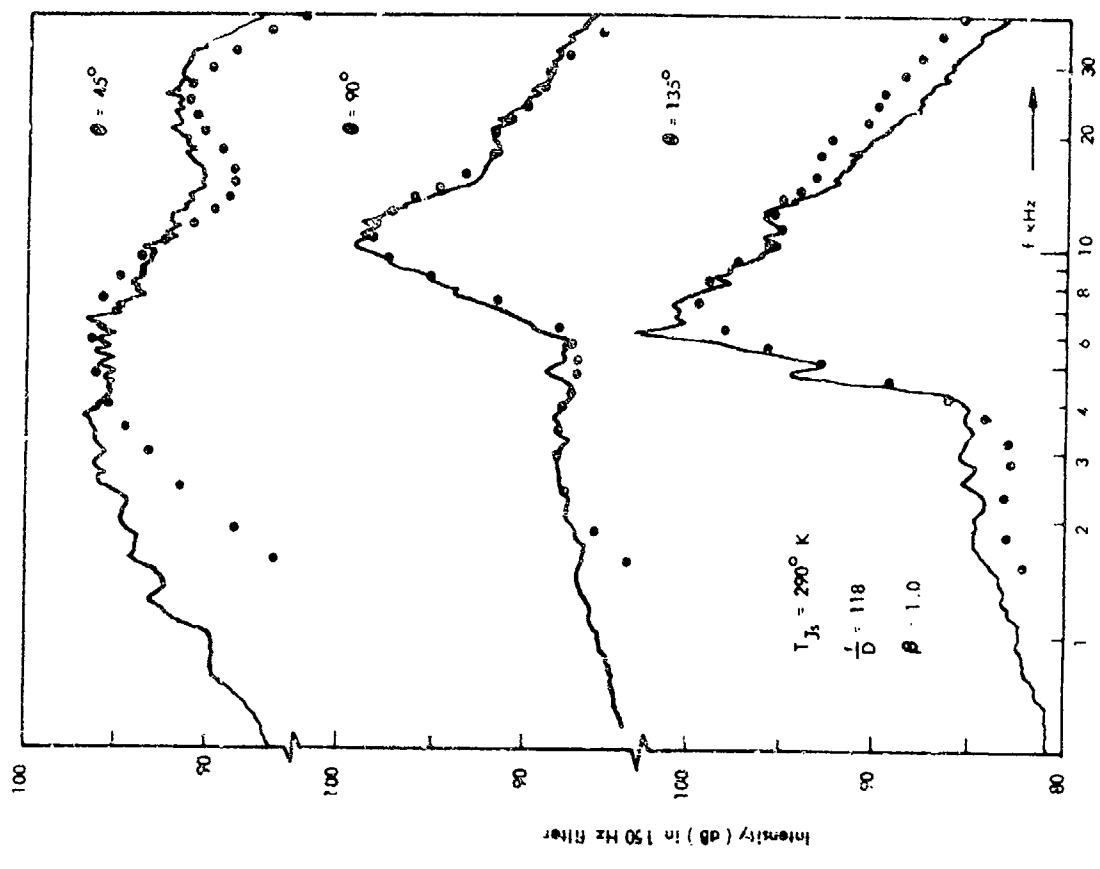 100
90
100
90
100
90
80
Intensity ( dB ) in 150 Hz filter
θ = 45°
θ = 90°
θ = 135°
T_Js = 290° K
r/D = 118
β · 1.0
f kHz
1
2
3
4
6
8
10
20
30